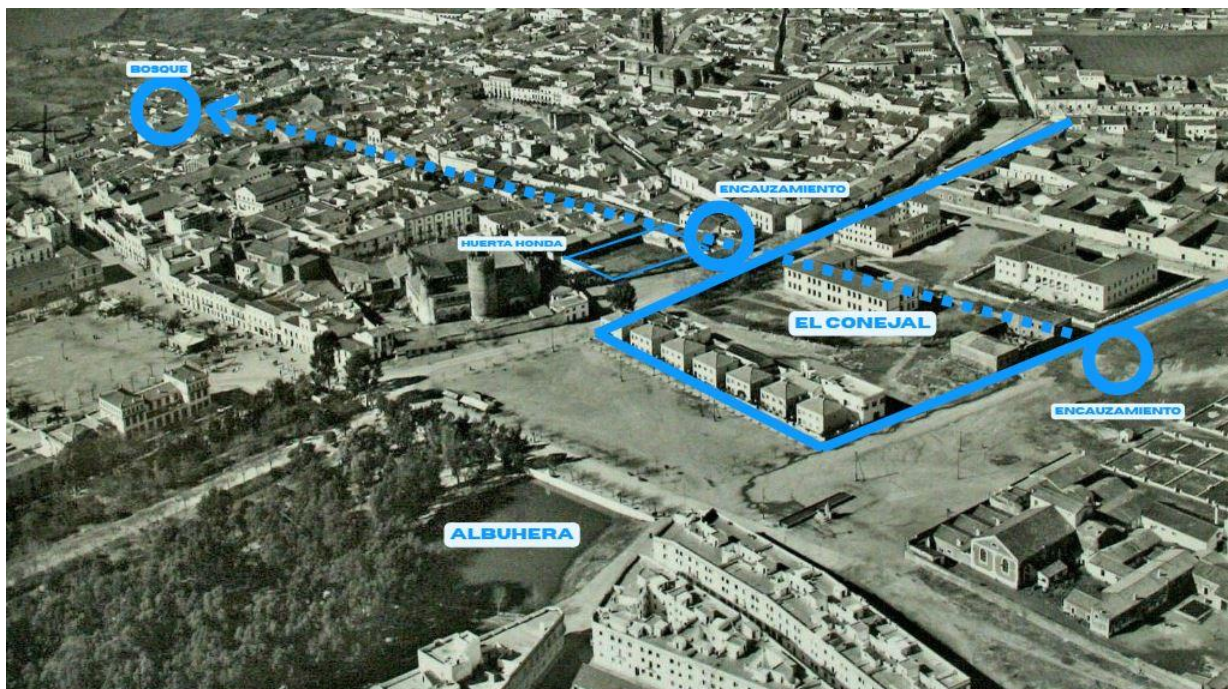 BOSQUE
ENCAUZAMIENTO
HUERTA HONDA
EL CONEJAL
ENCAUZAMIENTO
ALBUHERA